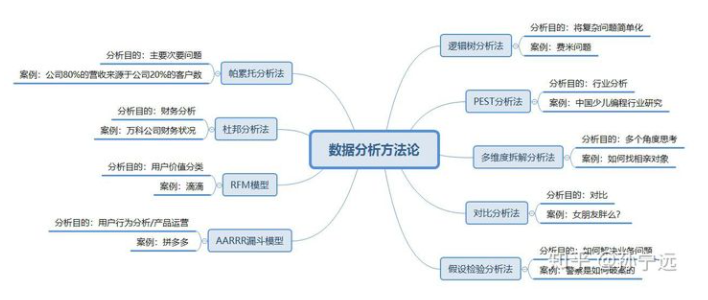 数据分析方法论
帕累托分析法
分析目的：主要次要问题
案例：公司80%的营收来源于公司20%的客户数
杜邦分析法
分析目的：财务分析
案例：万科公司财务状况
RFM模型
分析目的：用户价值分类
案例：滴滴
AARRR漏斗模型
分析目的：用户行为分析/产品运营
案例：拼多多
逻辑树分析法
分析目的：将复杂问题简单化
案例：费米问题
PEST分析法
分析目的：行业分析
案例：中国少儿编程行业研究
多维度拆解分析法
分析目的：多个角度思考
案例：如何找相亲对象
对比分析法
分析目的：对比
案例：女朋友胖么？
假设检验分析法
分析目的：如何解决业务问题
案例：警察是如何破案的
知乎 @孙宁远